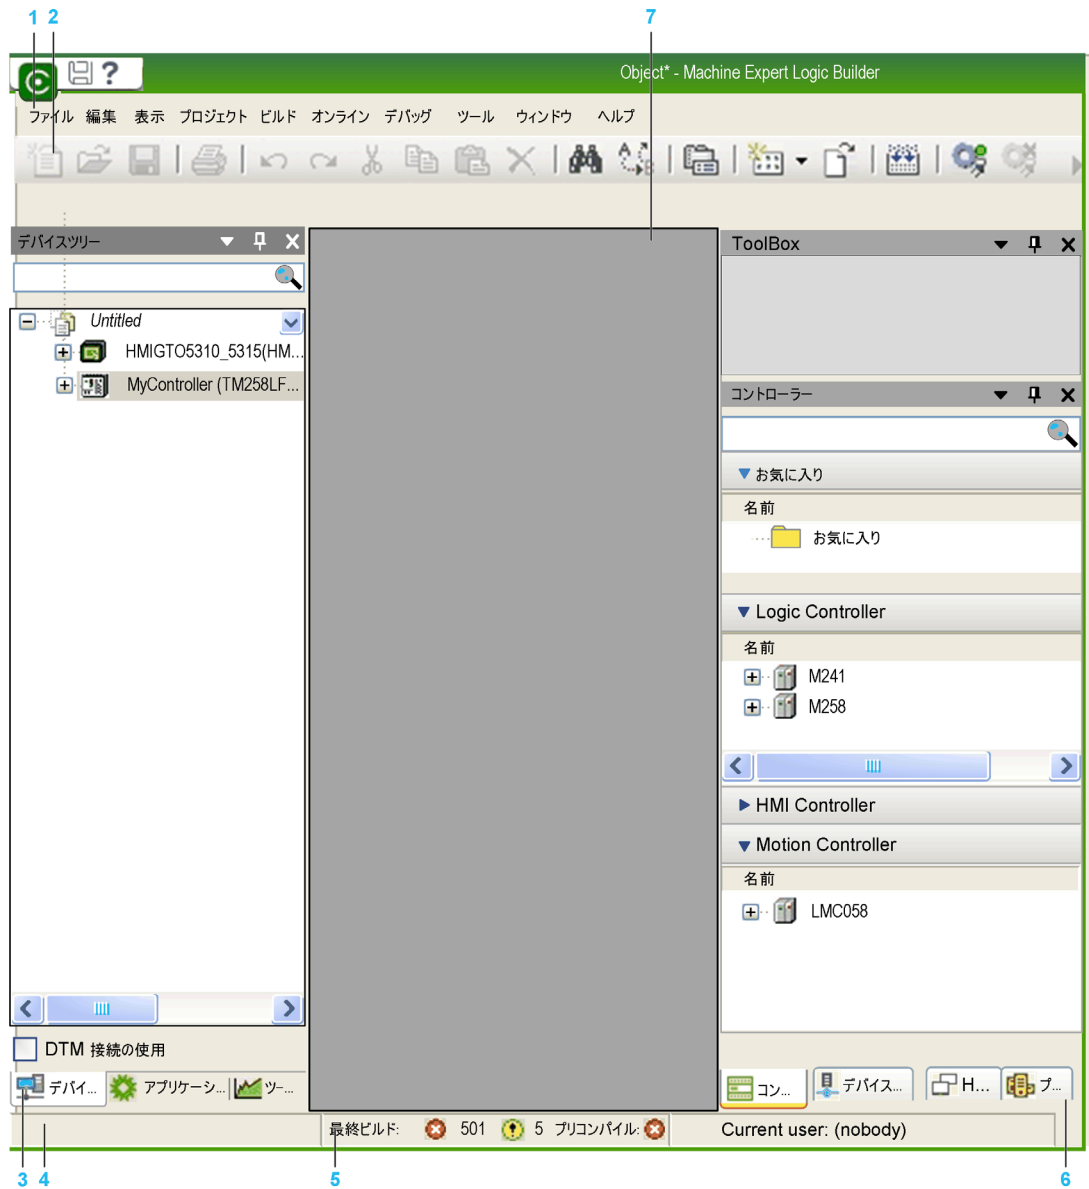 1 2 7
?
Object* - Machine Expert Logic Builder
ファイル 編集 表示 プロジェクト ビルド オンライン デバッグ ツール ウィンドウ ヘルプ
デバイスツリー
Untitled
HMIGTO5310_5315(HM...
MyController (TM258LF...
DTM 接続の使用
デバイ... アプリケーシ... ツー...
ToolBox
コントローラー
お気に入り
名前
お気に入り
Logic Controller
名前
M241
M258
HMI Controller
Motion Controller
名前
LMC058
コン... デバイス... H... プ...
最終ビルド: 501 5 プリコンパイル: Current user: (nobody)
3 4 5 6